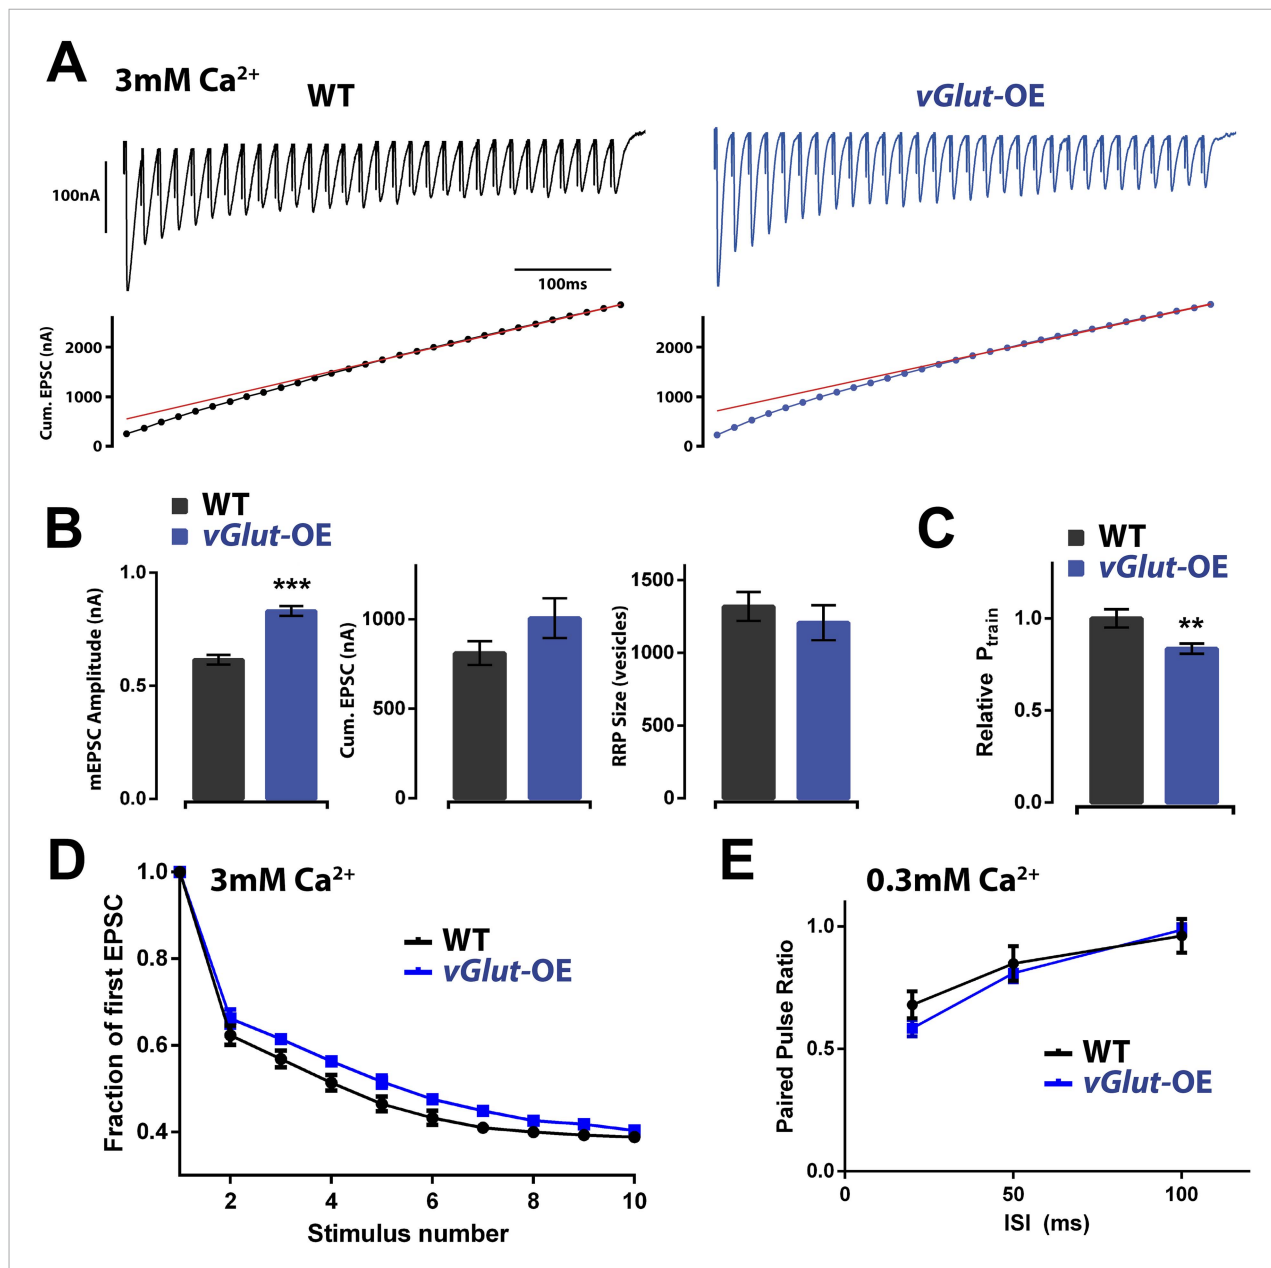 A
3mM Ca2+
WT
vGlut-OE
100nA
100ms
Cum. EPSC (nA)
2000
1000
0
2000
1000
0
B
WT
vGlut-OE
mEPSC Amplitude (nA)
1.0
0.5
0.0
***
Cum. EPSC (nA)
1000
500
0
RRP Size (vesicles)
1500
1000
500
0
C
WT
vGlut-OE
Relative Ptrain
1.0
0.5
0.0
**
D
3mM Ca2+
Fraction of first EPSC
1.0
0.8
0.6
0.4
WT
vGlut-OE
2 4 6 8 10
Stimulus number
E
0.3mM Ca2+
Paired Pulse Ratio
1.0
0.5
0.0
WT
vGlut-OE
0 50 100
ISI (ms)